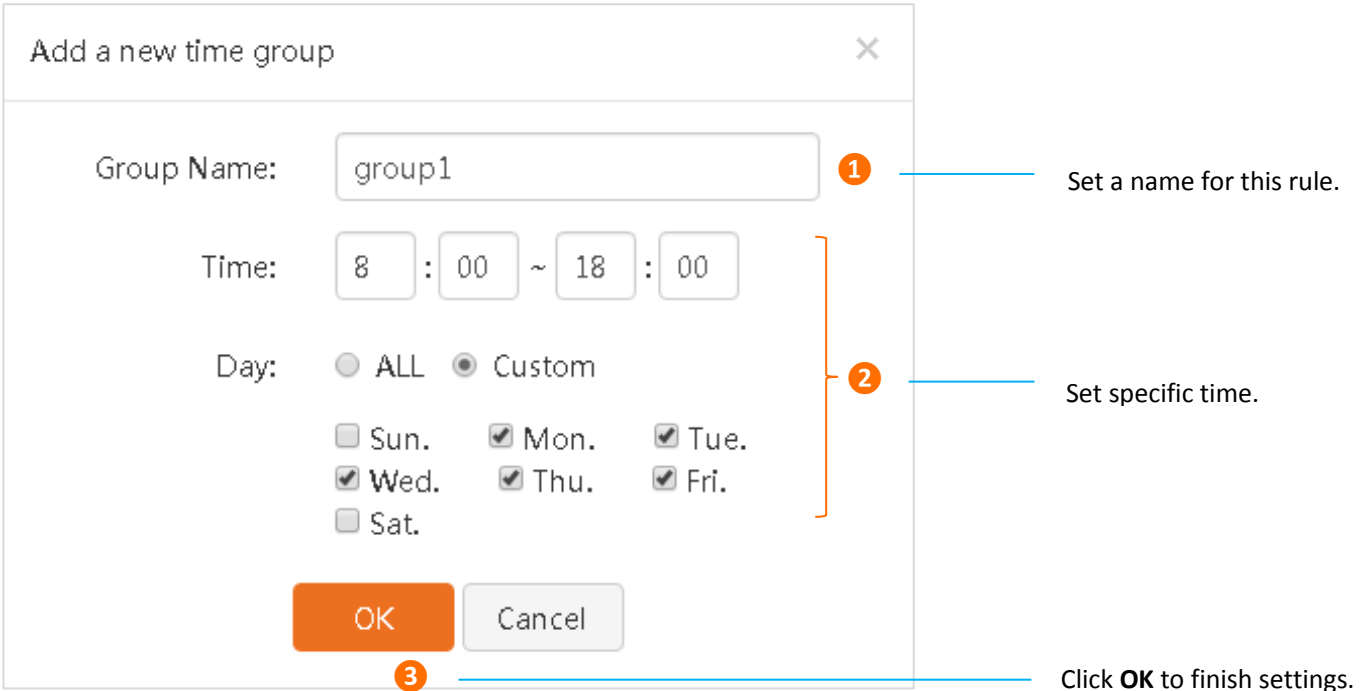 Add a new time group ×
Group Name: group1 1 Set a name for this rule.
Time: 8 : 00 ~ 18 : 00
Day: ALL Custom 2 Set specific time.
Sun. Mon. Tue.
Wed. Thu. Fri.
Sat.
OK Cancel
3 Click OK to finish settings.